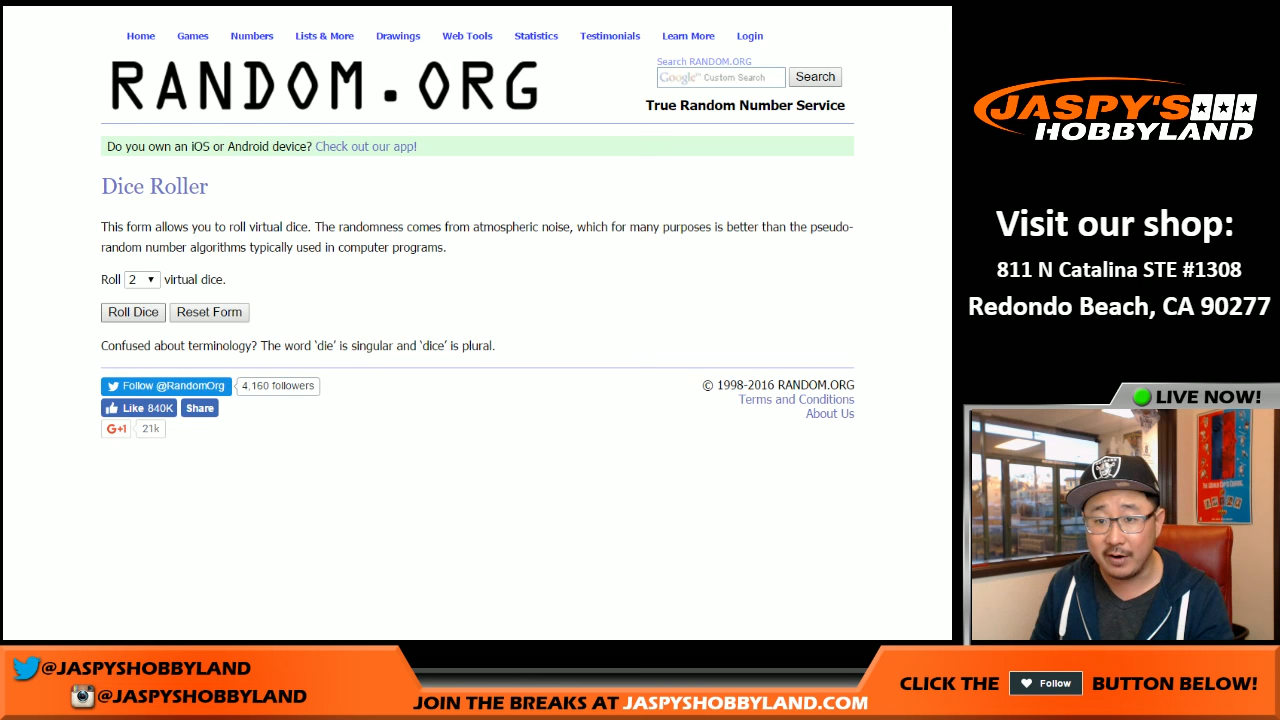 Home Games Numbers Lists & More Drawings Web Tools Statistics Testimonials Learn More Login
RANDOM.ORG
Search RANDOM.ORG
Google™ Custom Search Search
True Random Number Service
Do you own an iOS or Android device? Check out our app!
Dice Roller
This form allows you to roll virtual dice. The randomness comes from atmospheric noise, which for many purposes is better than the pseudo-
random number algorithms typically used in computer programs.
Roll 2 virtual dice.
Roll Dice Reset Form
Confused about terminology? The word ‘die’ is singular and ‘dice’ is plural.
Follow @RandomOrg 4,160 followers
Like 840K Share
G+1 21k
© 1998-2016 RANDOM.ORG
Terms and Conditions
About Us
JASPY'S
HOBBYLAND
Visit our shop:
811 N Catalina STE #1308
Redondo Beach, CA 90277
LIVE NOW!
@JASPYSHOBBYLAND
@JASPYSHOBBYLAND
JOIN THE BREAKS AT JASPYSHOBBYLAND.COM
CLICK THE Follow BUTTON BELOW!